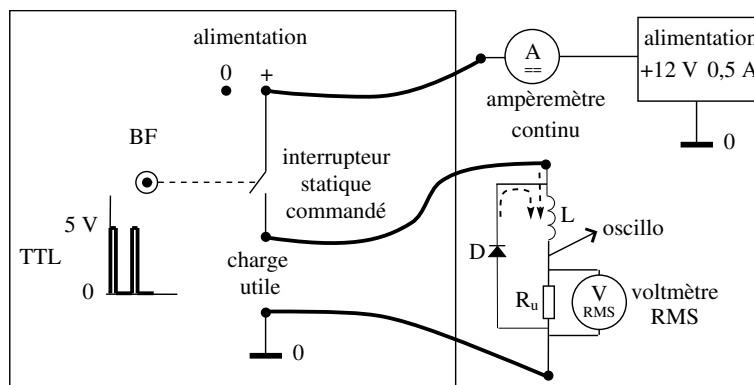 alimentation
0
+
BF
interrupteur
statique
commandé
5 V
TTL
0
charge
utile
0
A
==
ampèremètre
continu
alimentation
+12 V 0,5 A
0
L
oscillo
D
Ru
V
RMS
voltmètre
RMS